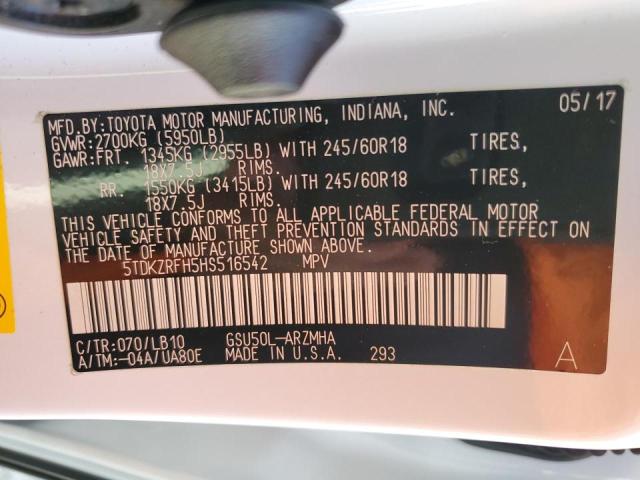 MFD.BY:TOYOTA MOTOR MANUFACTURING, INDIANA, INC. 05/17
GVWR:2700KG (5950LB)
GAWR:FRT. 1345KG (2955LB) WITH 245/60R18 TIRES,
18X7.5J RIMS.
RR. 1550KG (3415LB) WITH 245/60R18 TIRES,
18X7.5J RIMS.
THIS VEHICLE CONFORMS TO ALL APPLICABLE FEDERAL MOTOR
VEHICLE SAFETY AND THEFT PREVENTION STANDARDS IN EFFECT ON
THE DATE OF MANUFACTURE SHOWN ABOVE.
5TDKZRFH5HS516542 MPV
C/TR:070/LB10 GSU50L-ARZMHA
A/TM:-04A/UA80E MADE IN U.S.A. 293 A